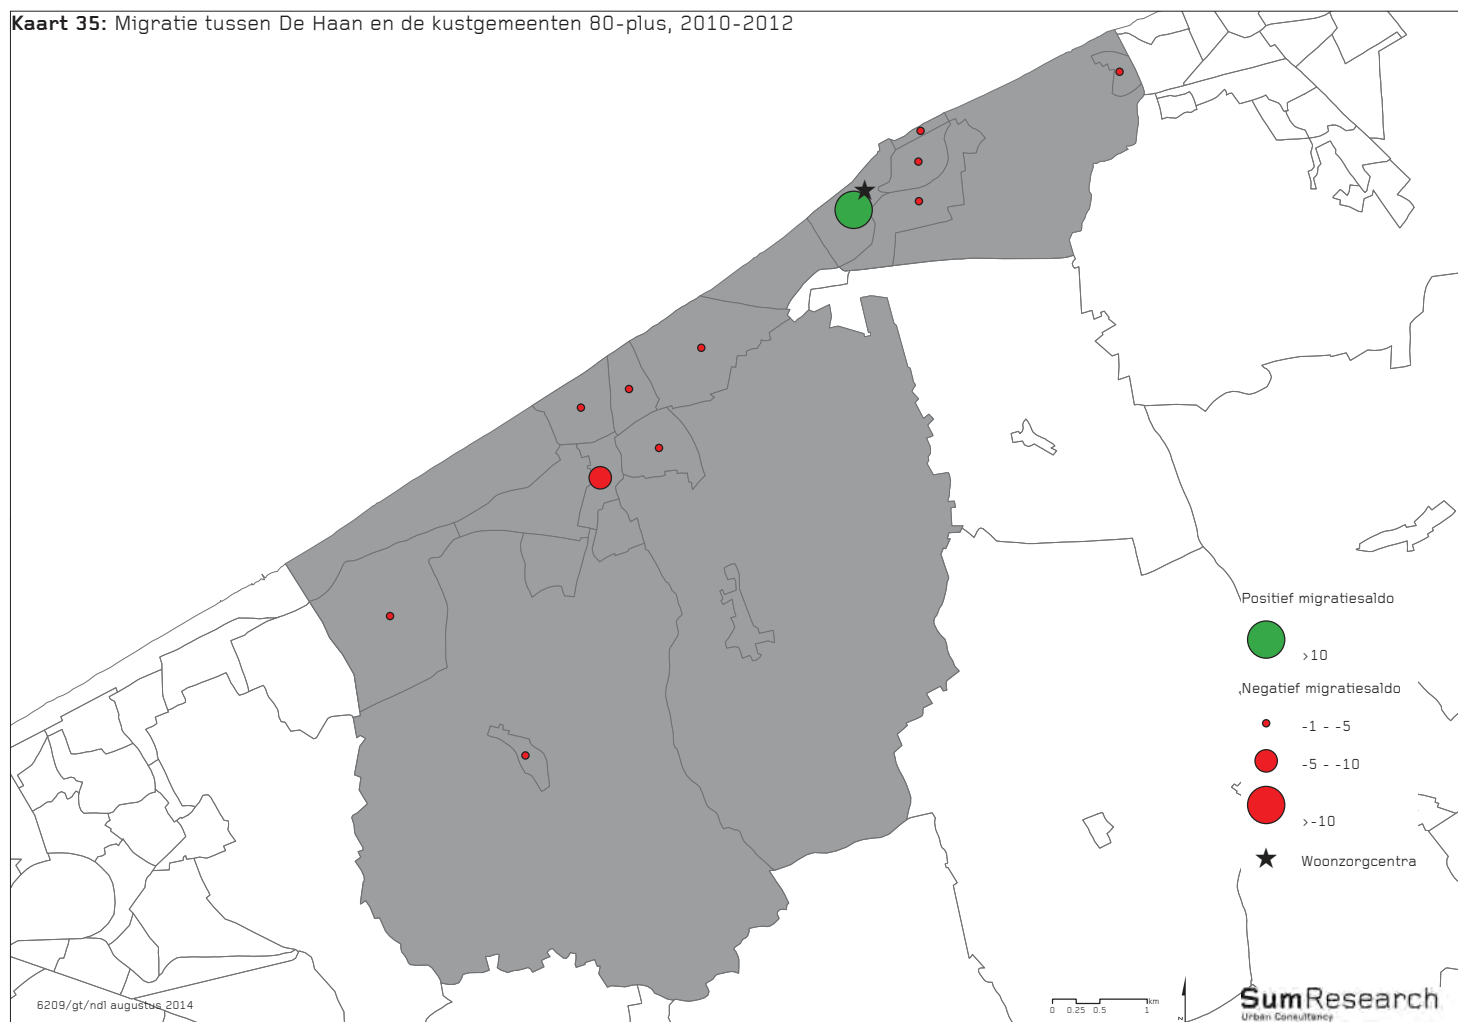 Kaart 35: Migratie tussen De Haan en de kustgemeenten 80-plus, 2010-2012
Positief migratiesaldo
>10
Negatief migratiesaldo
-1 - -5
-5 - -10
>-10
Woonzorgcentra
6209/gt/ndl augustus 2014
0 0.25 0.5 1 km
z
SumResearch
Urban Consultancy